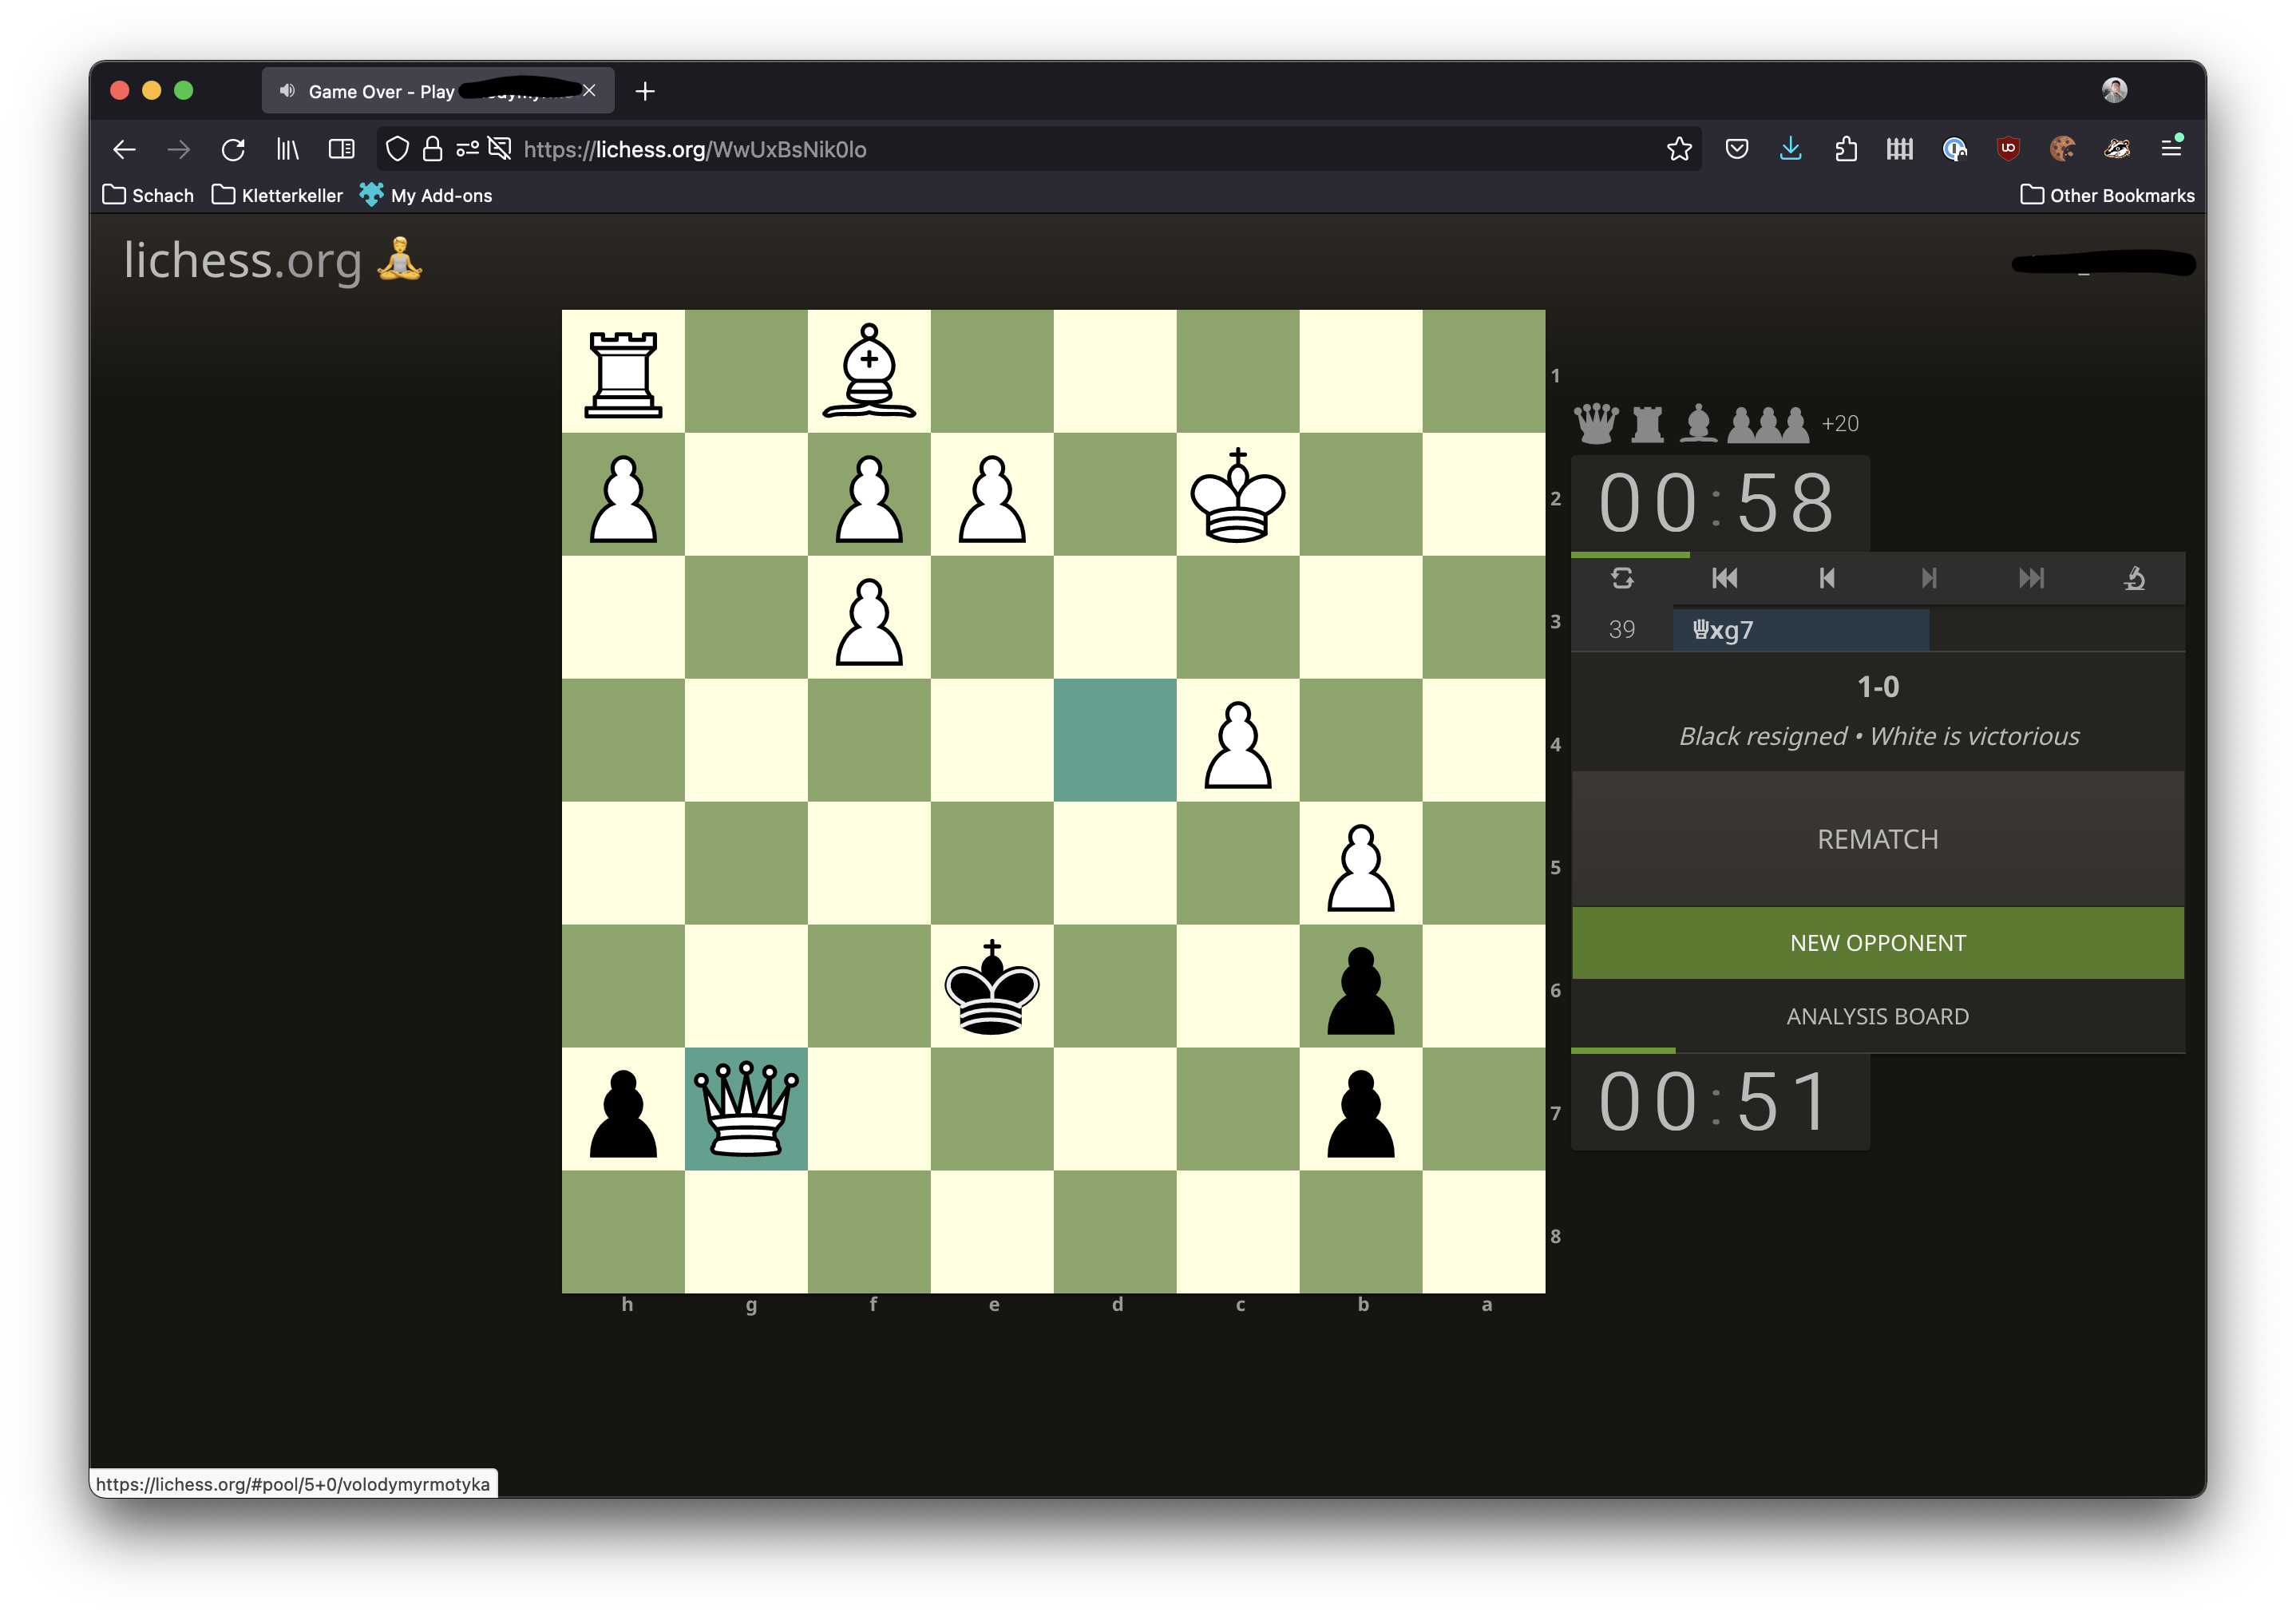 Game Over - Play
https://lichess.org/WwUxBsNik0lo
Schach Kletterkeller My Add-ons Other Bookmarks
lichess.org
1
+20
2
00:58
3
39 xg7
1-0
4
Black resigned • White is victorious
REMATCH
5
NEW OPPONENT
6
ANALYSIS BOARD
7
00:51
8
h g f e d c b a
https://lichess.org/#pool/5+0/volodymyrmotyka